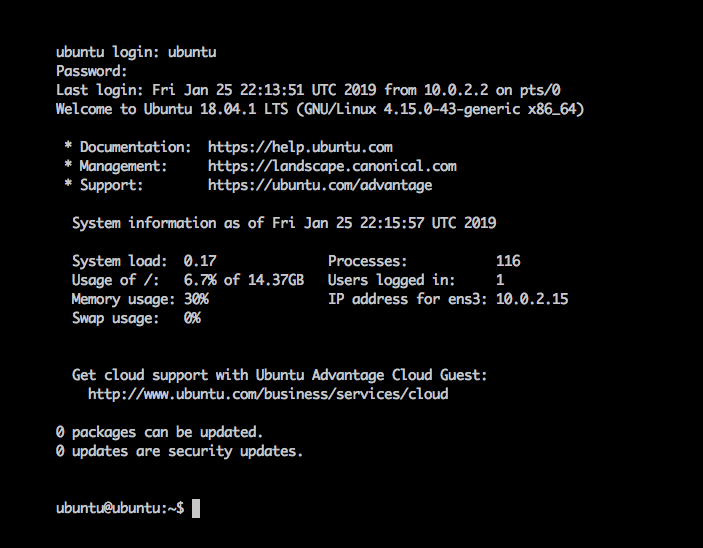 ubuntu login: ubuntu
Password:
Last login: Fri Jan 25 22:13:51 UTC 2019 from 10.0.2.2 on pts/0
Welcome to Ubuntu 18.04.1 LTS (GNU/Linux 4.15.0-43-generic x86_64)

 * Documentation:  https://help.ubuntu.com
 * Management:     https://landscape.canonical.com
 * Support:        https://ubuntu.com/advantage

  System information as of Fri Jan 25 22:15:57 UTC 2019

  System load:  0.17              Processes:           116
  Usage of /:   6.7% of 14.37GB   Users logged in:     1
  Memory usage: 30%               IP address for ens3: 10.0.2.15
  Swap usage:   0%


  Get cloud support with Ubuntu Advantage Cloud Guest:
    http://www.ubuntu.com/business/services/cloud

0 packages can be updated.
0 updates are security updates.


ubuntu@ubuntu:~$